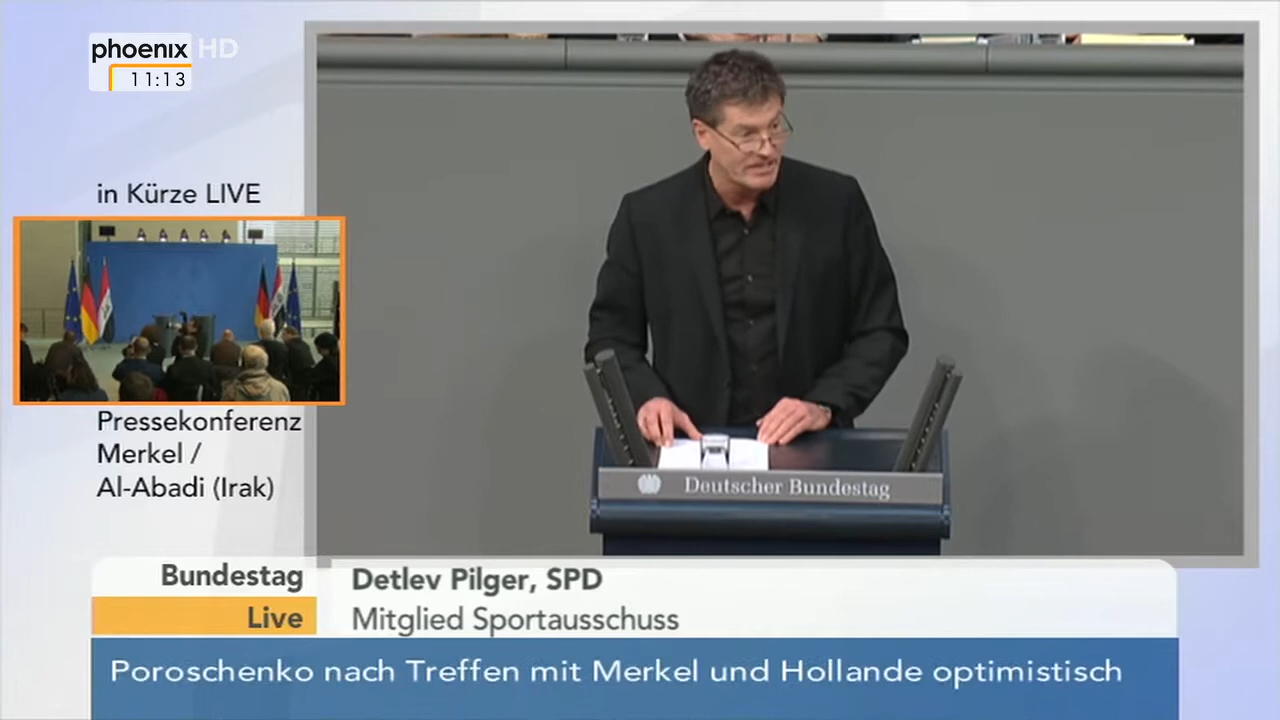 phoenix HD
11:13
in Kürze LIVE
Pressekonferenz
Merkel /
Al-Abadi (Irak)
Deutscher Bundestag
Bundestag
Live
Detlev Pilger, SPD
Mitglied Sportausschuss
Poroschenko nach Treffen mit Merkel und Hollande optimistisch